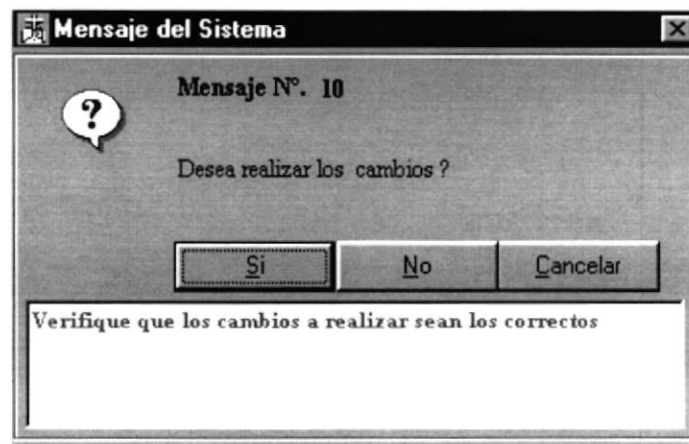 Mensaje del Sistema
Mensaje Nº. 10
?
Desea realizar los cambios ?
Si No Cancelar
Verifique que los cambios a realizar sean los correctos